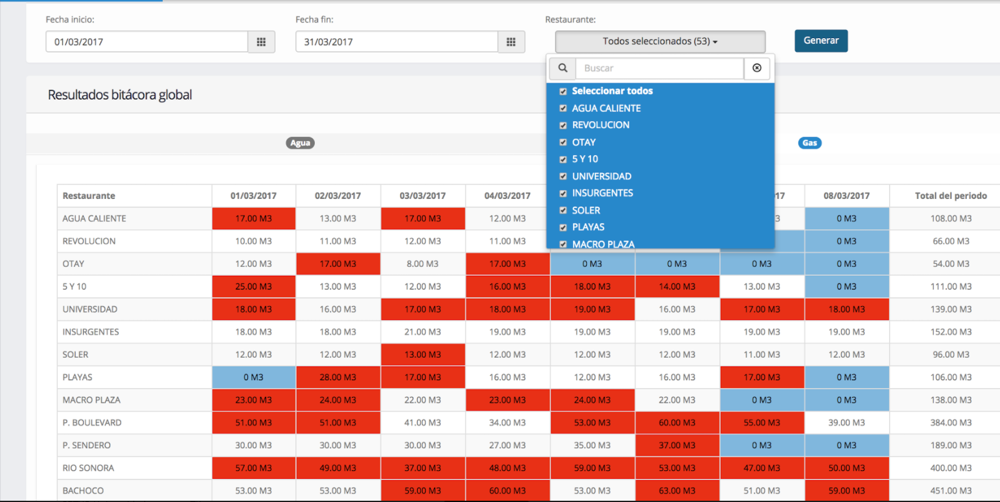 Fecha inicio: Fecha fin: Restaurante:
01/03/2017 31/03/2017 Todos seleccionados (53) Generar
Buscar
Seleccionar todos
AGUA CALIENTE
REVOLUCION
OTAY
5 Y 10
UNIVERSIDAD
INSURGENTES
SOLER
PLAYAS
MACRO PLAZA
Resultados bitácora global
Agua Gas
Restaurante 01/03/2017 02/03/2017 03/03/2017 04/03/2017 17 08/03/2017 Total del periodo
AGUA CALIENTE 17.00 M3 13.00 M3 17.00 M3 12.00 M3 3 0 M3 108.00 M3
REVOLUCION 10.00 M3 11.00 M3 12.00 M3 11.00 M3 0 M3 66.00 M3
OTAY 12.00 M3 17.00 M3 8.00 M3 17.00 M3 0 M3 0 M3 0 M3 0 M3 54.00 M3
5 Y 10 25.00 M3 13.00 M3 12.00 M3 16.00 M3 18.00 M3 14.00 M3 13.00 M3 0 M3 111.00 M3
UNIVERSIDAD 18.00 M3 16.00 M3 17.00 M3 18.00 M3 19.00 M3 16.00 M3 17.00 M3 18.00 M3 139.00 M3
INSURGENTES 18.00 M3 18.00 M3 21.00 M3 19.00 M3 19.00 M3 19.00 M3 19.00 M3 19.00 M3 152.00 M3
SOLER 12.00 M3 12.00 M3 13.00 M3 12.00 M3 12.00 M3 12.00 M3 11.00 M3 12.00 M3 96.00 M3
PLAYAS 0 M3 28.00 M3 17.00 M3 16.00 M3 12.00 M3 16.00 M3 17.00 M3 0 M3 106.00 M3
MACRO PLAZA 23.00 M3 24.00 M3 22.00 M3 23.00 M3 24.00 M3 22.00 M3 0 M3 0 M3 138.00 M3
P. BOULEVARD 51.00 M3 51.00 M3 41.00 M3 34.00 M3 53.00 M3 60.00 M3 55.00 M3 39.00 M3 384.00 M3
P. SENDERO 30.00 M3 30.00 M3 30.00 M3 27.00 M3 35.00 M3 37.00 M3 0 M3 0 M3 189.00 M3
RIO SONORA 57.00 M3 49.00 M3 37.00 M3 48.00 M3 59.00 M3 53.00 M3 47.00 M3 50.00 M3 400.00 M3
BACHOCO 53.00 M3 53.00 M3 59.00 M3 60.00 M3 53.00 M3 63.00 M3 51.00 M3 59.00 M3 451.00 M3